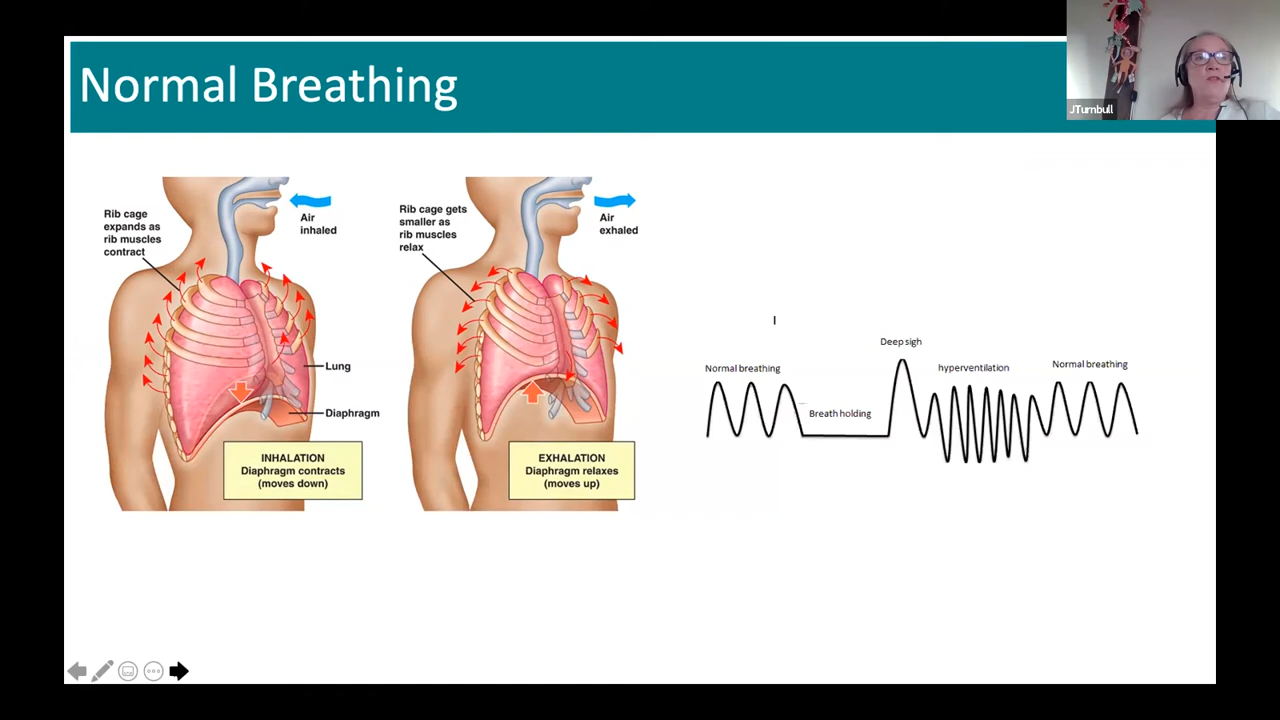 Normal Breathing
JTurnbull
Rib cage
expands as
rib muscles
contract
Air
inhaled
Lung
Diaphragm
INHALATION
Diaphragm contracts
(moves down)
Rib cage gets
smaller as
rib muscles
relax
Air
exhaled
EXHALATION
Diaphragm relaxes
(moves up)
Normal breathing
Breath holding
Deep sigh
hyperventilation
Normal breathing